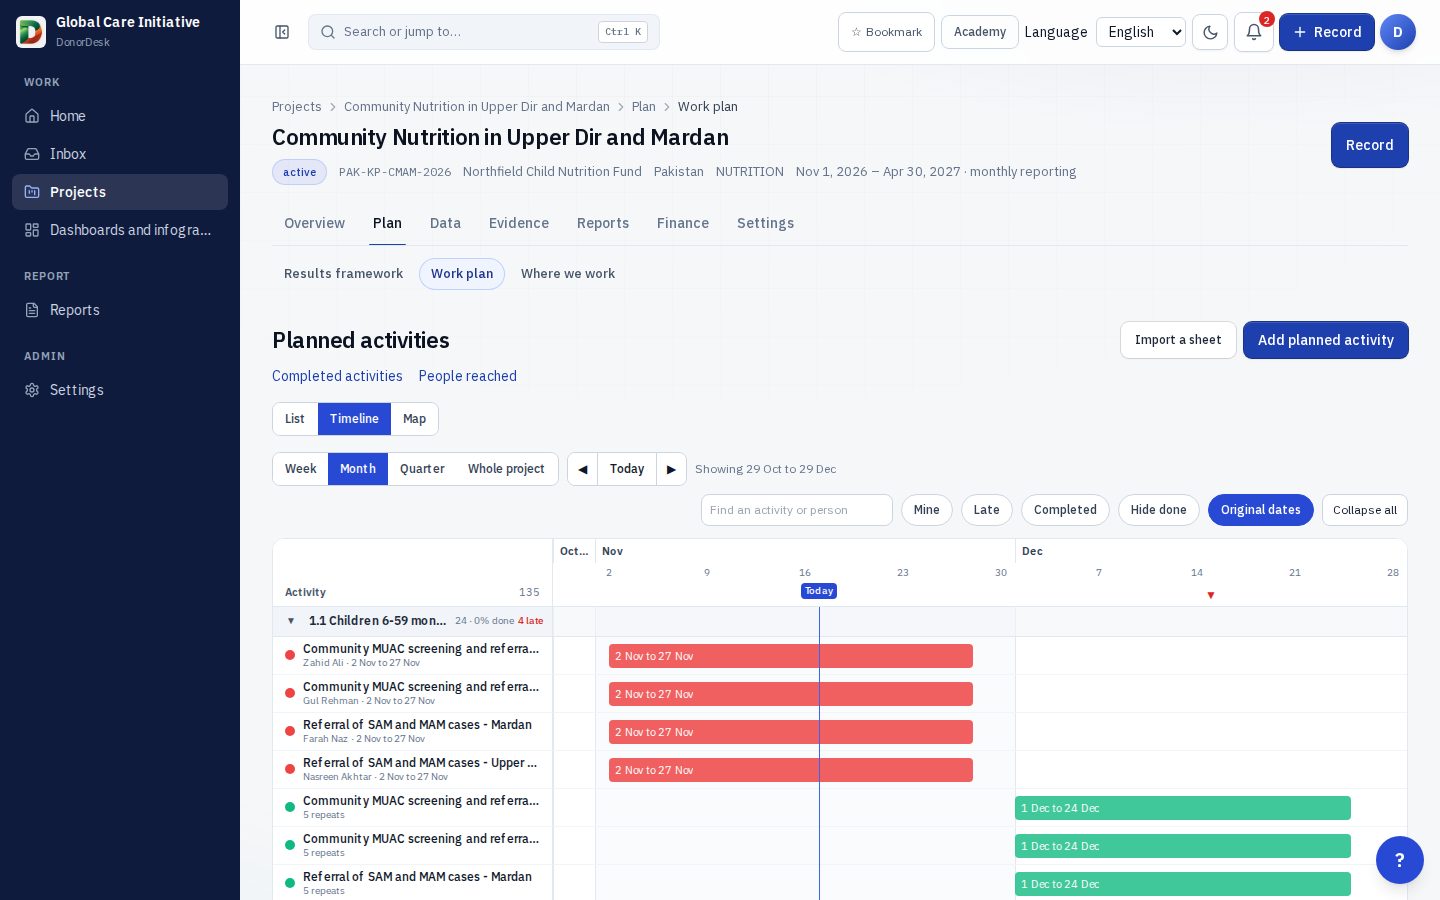 Global Care Initiative
DonorDesk
WORK
Home
Inbox
Projects
Dashboards and infogra...
REPORT
Reports
ADMIN
Settings
Search or jump to...
Ctrl K
☆ Bookmark
Academy
Language
English
2
+ Record
D
Projects > Community Nutrition in Upper Dir and Mardan > Plan > Work plan
Community Nutrition in Upper Dir and Mardan
Record
active PAK-KP-CMAM-2026 Northfield Child Nutrition Fund Pakistan NUTRITION Nov 1, 2026 – Apr 30, 2027 · monthly reporting
Overview Plan Data Evidence Reports Finance Settings
Results framework Work plan Where we work
Planned activities
Import a sheet
Add planned activity
Completed activities People reached
List Timeline Map
Week Month Quarter Whole project ◀ Today ▶ Showing 29 Oct to 29 Dec
Find an activity or person Mine Late Completed Hide done Original dates Collapse all
Oct... Nov Dec
2 9 16 23 30 7 14 21 28
Activity 135 Today ▼
▼ 1.1 Children 6-59 mon... 24 · 0% done 4 late
Community MUAC screening and referra...
Zahid Ali · 2 Nov to 27 Nov
2 Nov to 27 Nov
Community MUAC screening and referra...
Gul Rehman · 2 Nov to 27 Nov
2 Nov to 27 Nov
Referral of SAM and MAM cases - Mardan
Farah Naz · 2 Nov to 27 Nov
2 Nov to 27 Nov
Referral of SAM and MAM cases - Upper ...
Nasreen Akhtar · 2 Nov to 27 Nov
2 Nov to 27 Nov
Community MUAC screening and referra...
5 repeats
1 Dec to 24 Dec
Community MUAC screening and referra...
5 repeats
1 Dec to 24 Dec
Referral of SAM and MAM cases - Mardan
5 repeats
1 Dec to 24 Dec
?